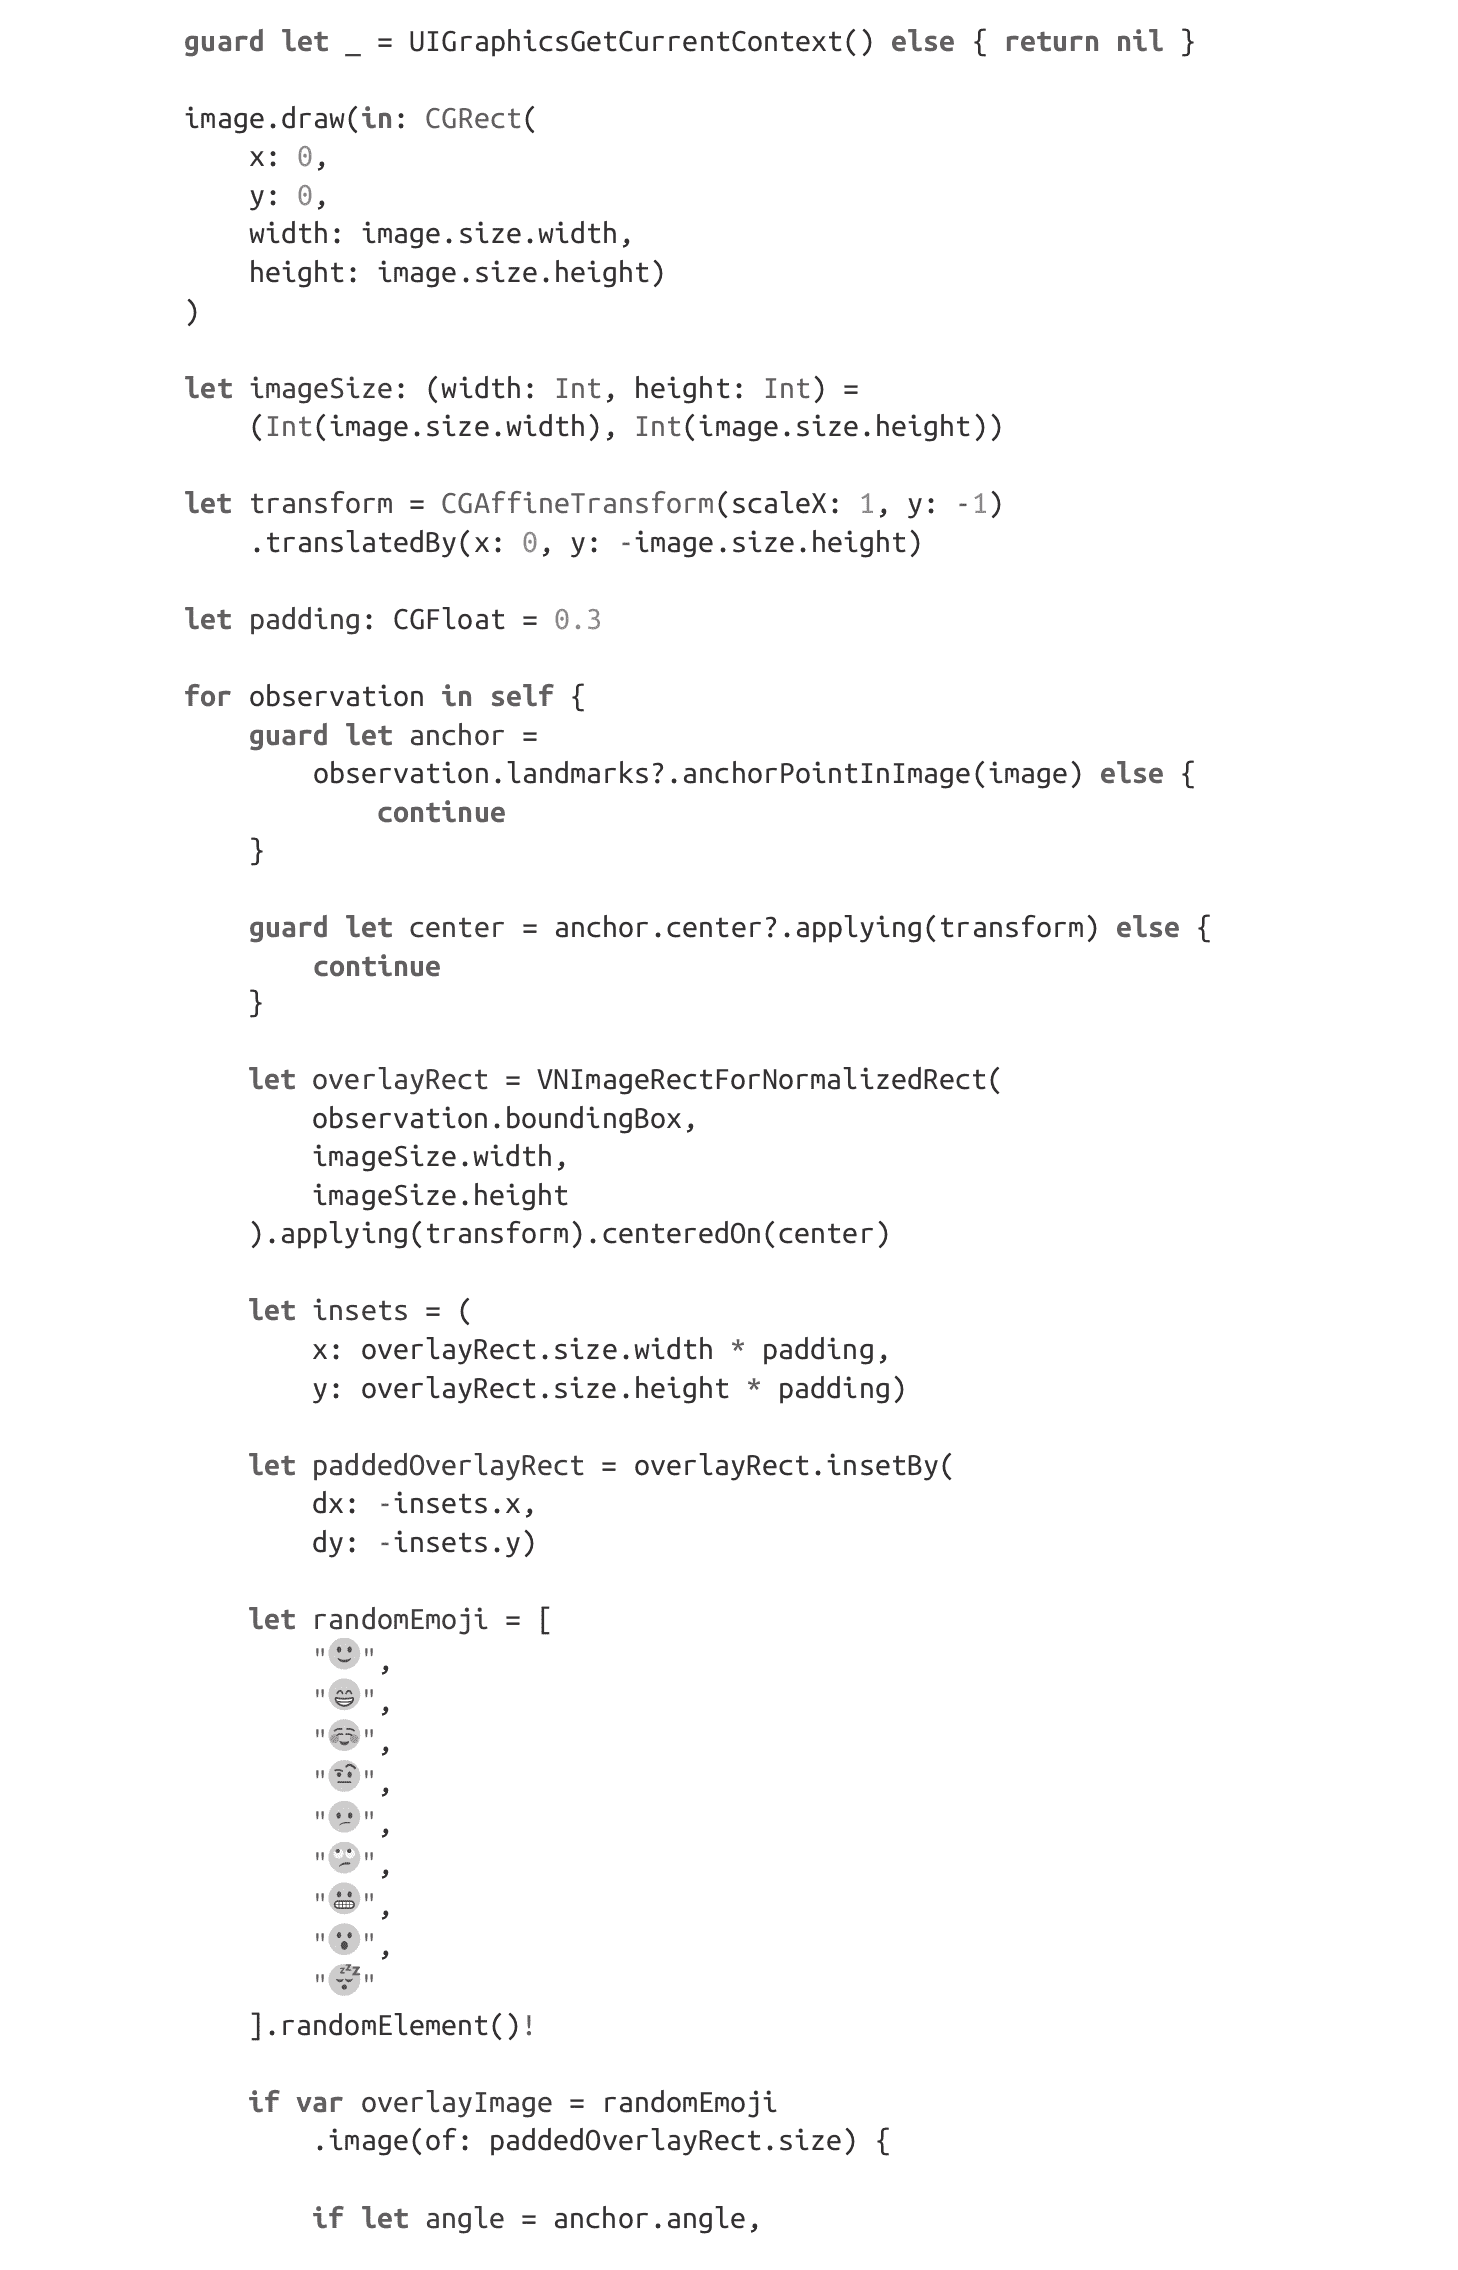 guard let _ = UIGraphicsGetCurrentContext() else { return nil }

image.draw(in: CGRect(
    x: 0,
    y: 0,
    width: image.size.width,
    height: image.size.height)
)

let imageSize: (width: Int, height: Int) =
    (Int(image.size.width), Int(image.size.height))

let transform = CGAffineTransform(scaleX: 1, y: -1)
    .translatedBy(x: 0, y: -image.size.height)

let padding: CGFloat = 0.3

for observation in self {
    guard let anchor =
        observation.landmarks?.anchorPointInImage(image) else {
            continue
    }

    guard let center = anchor.center?.applying(transform) else {
        continue
    }

    let overlayRect = VNImageRectForNormalizedRect(
        observation.boundingBox,
        imageSize.width,
        imageSize.height
    ).applying(transform).centeredOn(center)

    let insets = (
        x: overlayRect.size.width * padding,
        y: overlayRect.size.height * padding)

    let paddedOverlayRect = overlayRect.insetBy(
        dx: -insets.x,
        dy: -insets.y)

    let randomEmoji = [
        "🙂",
        "😁",
        "☺️",
        "🤨",
        "🫤",
        "🙄",
        "😬",
        "😮",
        "😴"
    ].randomElement()!

    if var overlayImage = randomEmoji
        .image(of: paddedOverlayRect.size) {

        if let angle = anchor.angle,